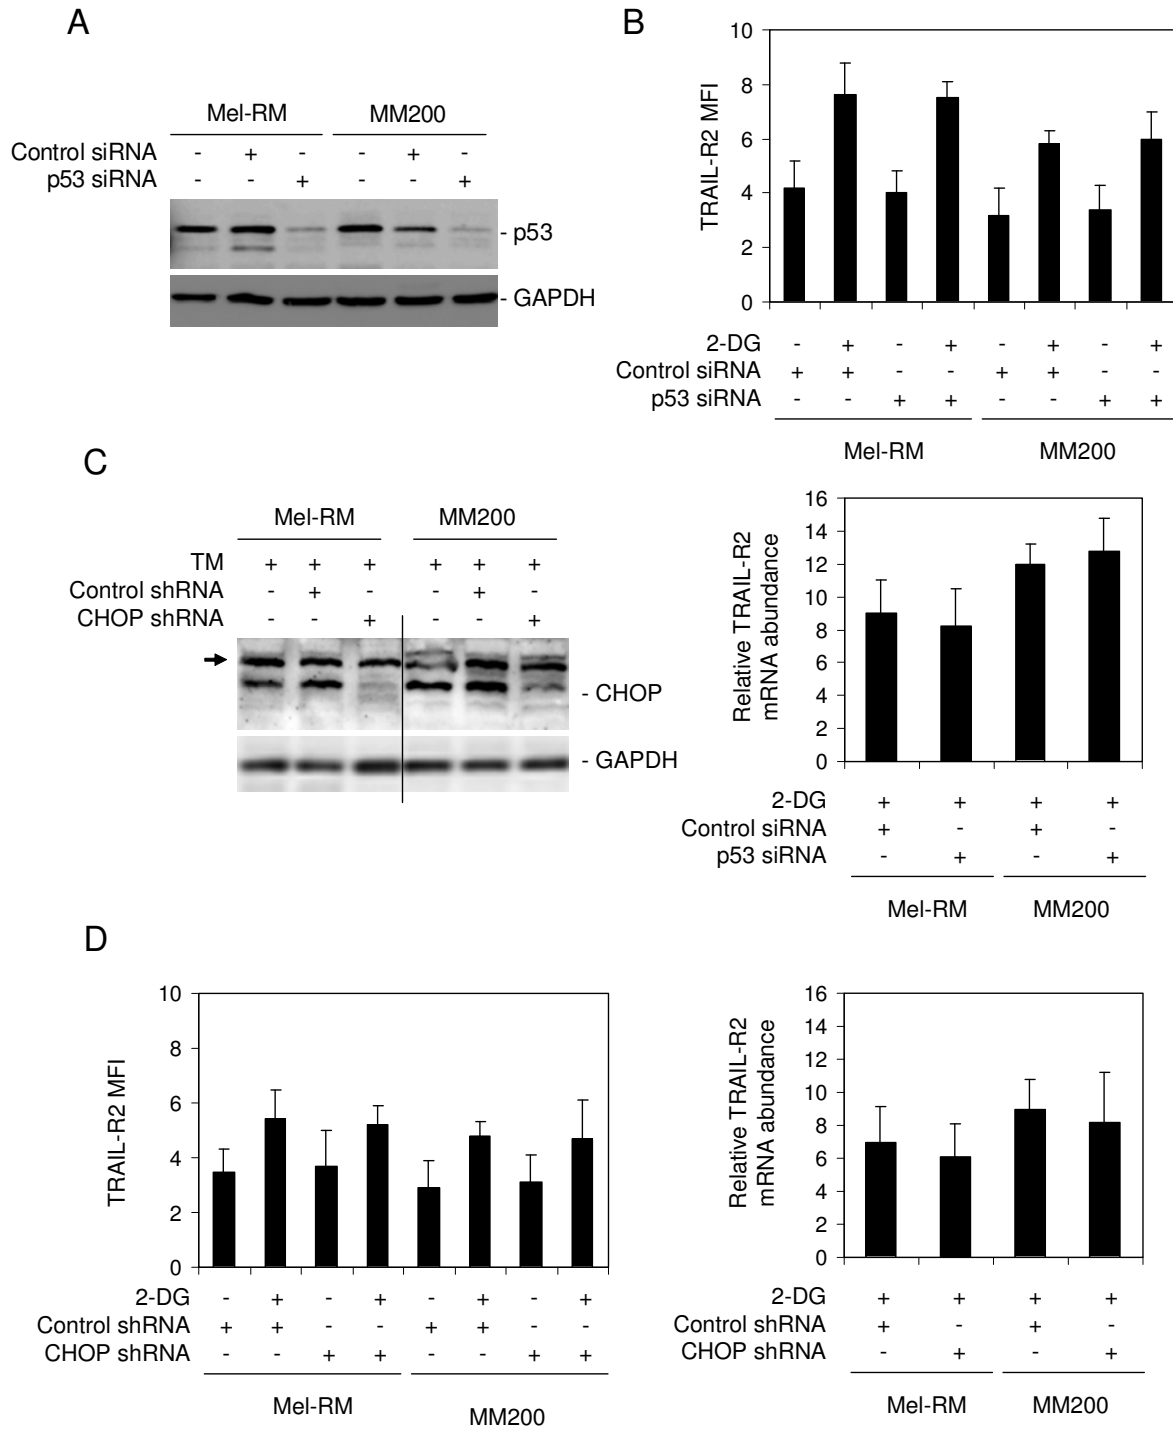 A
Mel-RM MM200
Control siRNA - + - - + -
p53 siRNA - - + - - +
- p53
- GAPDH
B
TRAIL-R2 MFI
10
8
6
4
2
0
2-DG - + - + - + - +
Control siRNA + + - - + + - -
p53 siRNA - - + + - - + +
Mel-RM MM200
Relative TRAIL-R2
mRNA abundance
16
14
12
10
8
6
4
2
0
2-DG + + + +
Control siRNA + - + -
p53 siRNA - + - +
Mel-RM MM200
C
Mel-RM MM200
TM + + + + + +
Control shRNA - + - - + -
CHOP shRNA - - + - - +
- CHOP
- GAPDH
D
TRAIL-R2 MFI
10
8
6
4
2
0
2-DG - + - + - + - +
Control shRNA + + - - + + - -
CHOP shRNA - - + + - - + +
Mel-RM MM200
Relative TRAIL-R2
mRNA abundance
16
14
12
10
8
6
4
2
0
2-DG + + + +
Control shRNA + - + -
CHOP shRNA - + - +
Mel-RM MM200